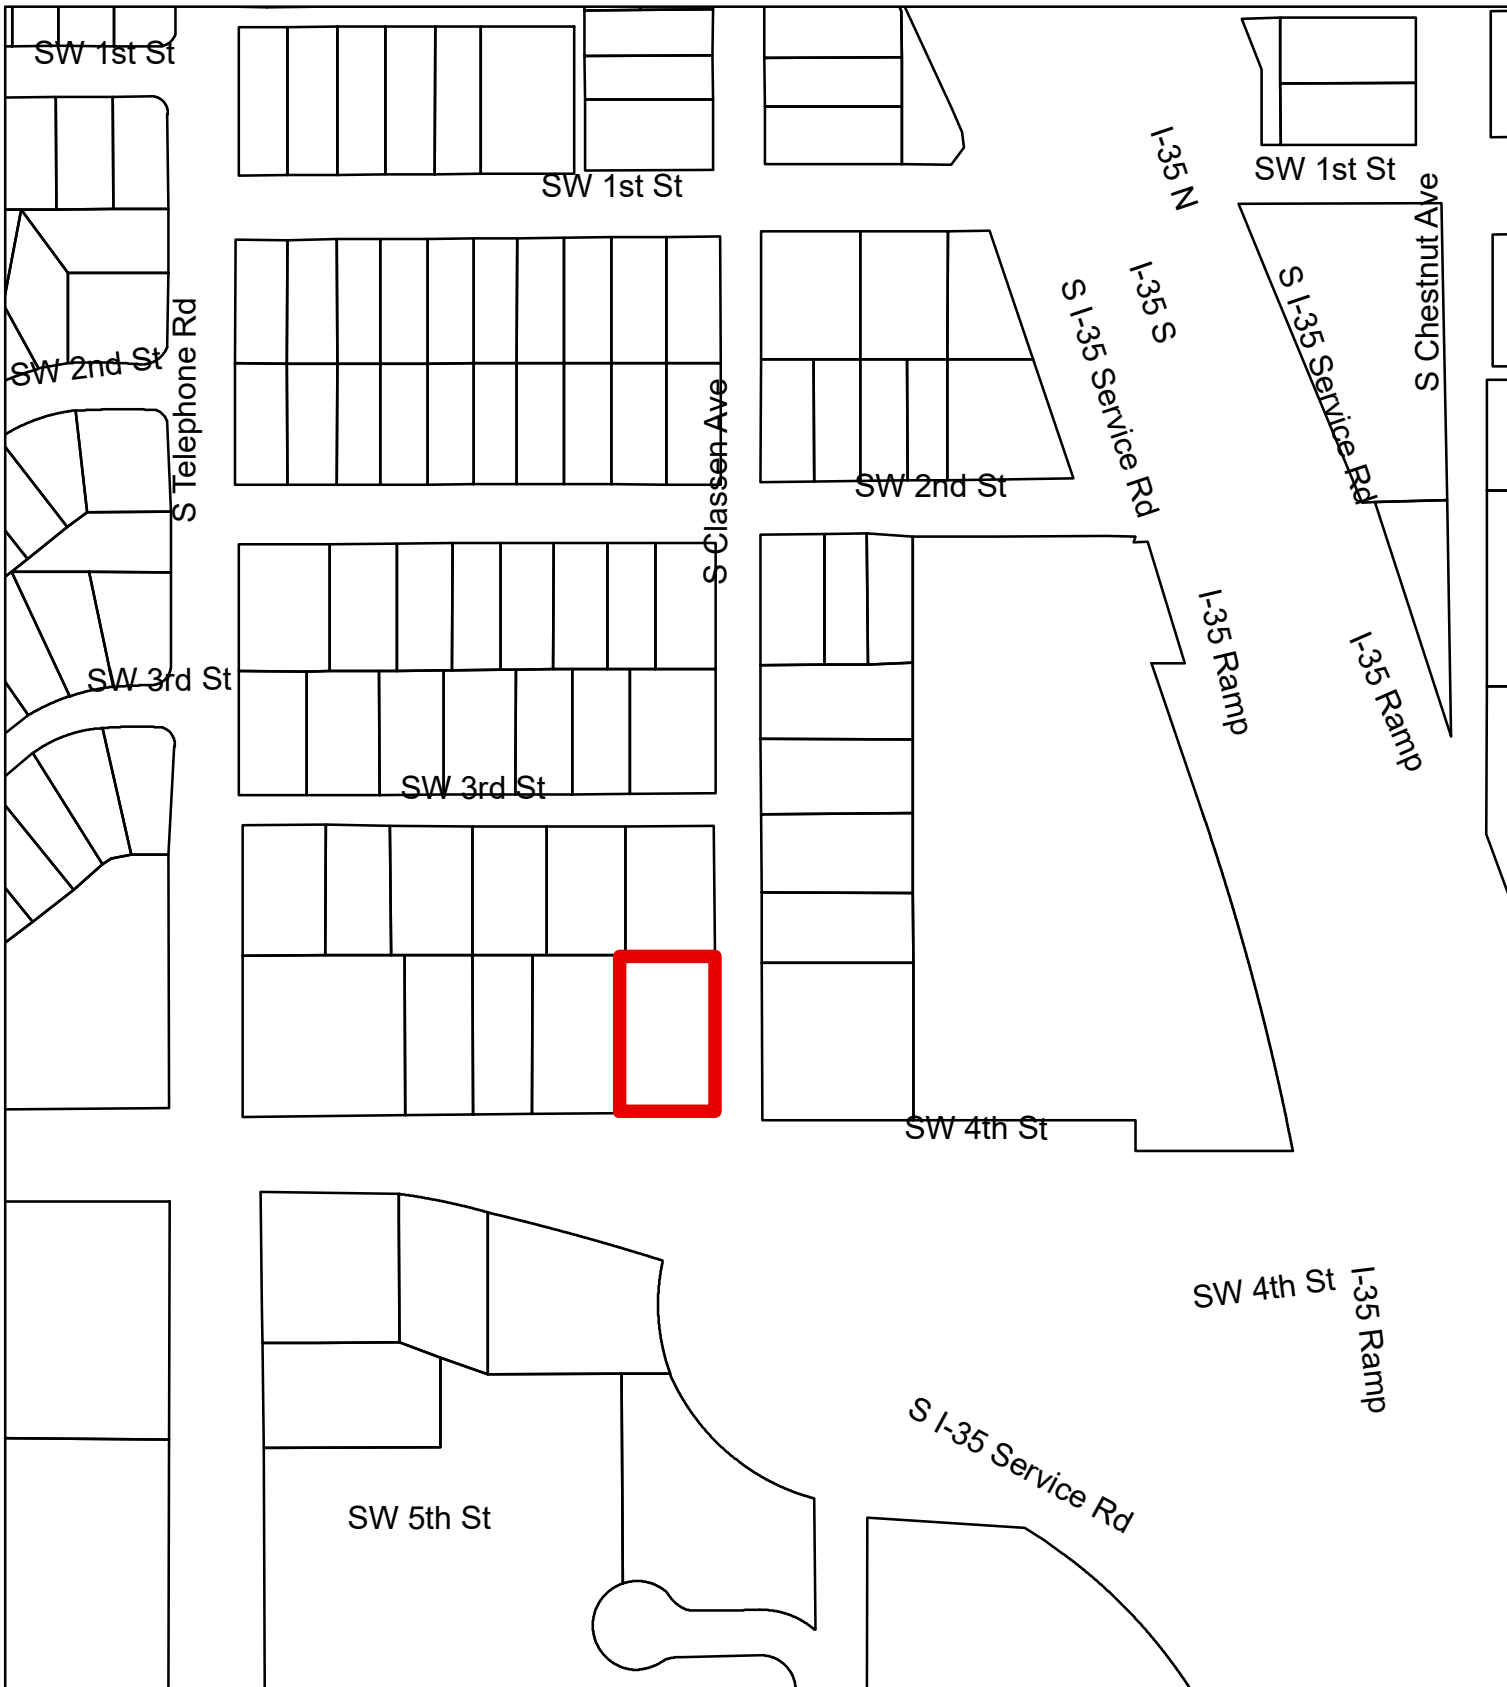 SW 1st St
SW 1st St
SW 1st St
I-35 N
S Chestnut Ave
I-35 S
S I-35 Service Rd
S I-35 Service Rd
S Telephone Rd
SW 2nd St
S Classen Ave
SW 2nd St
I-35 Ramp
I-35 Ramp
SW 3rd St
SW 3rd St
SW 4th St
SW 4th St
I-35 Ramp
S I-35 Service Rd
SW 5th St